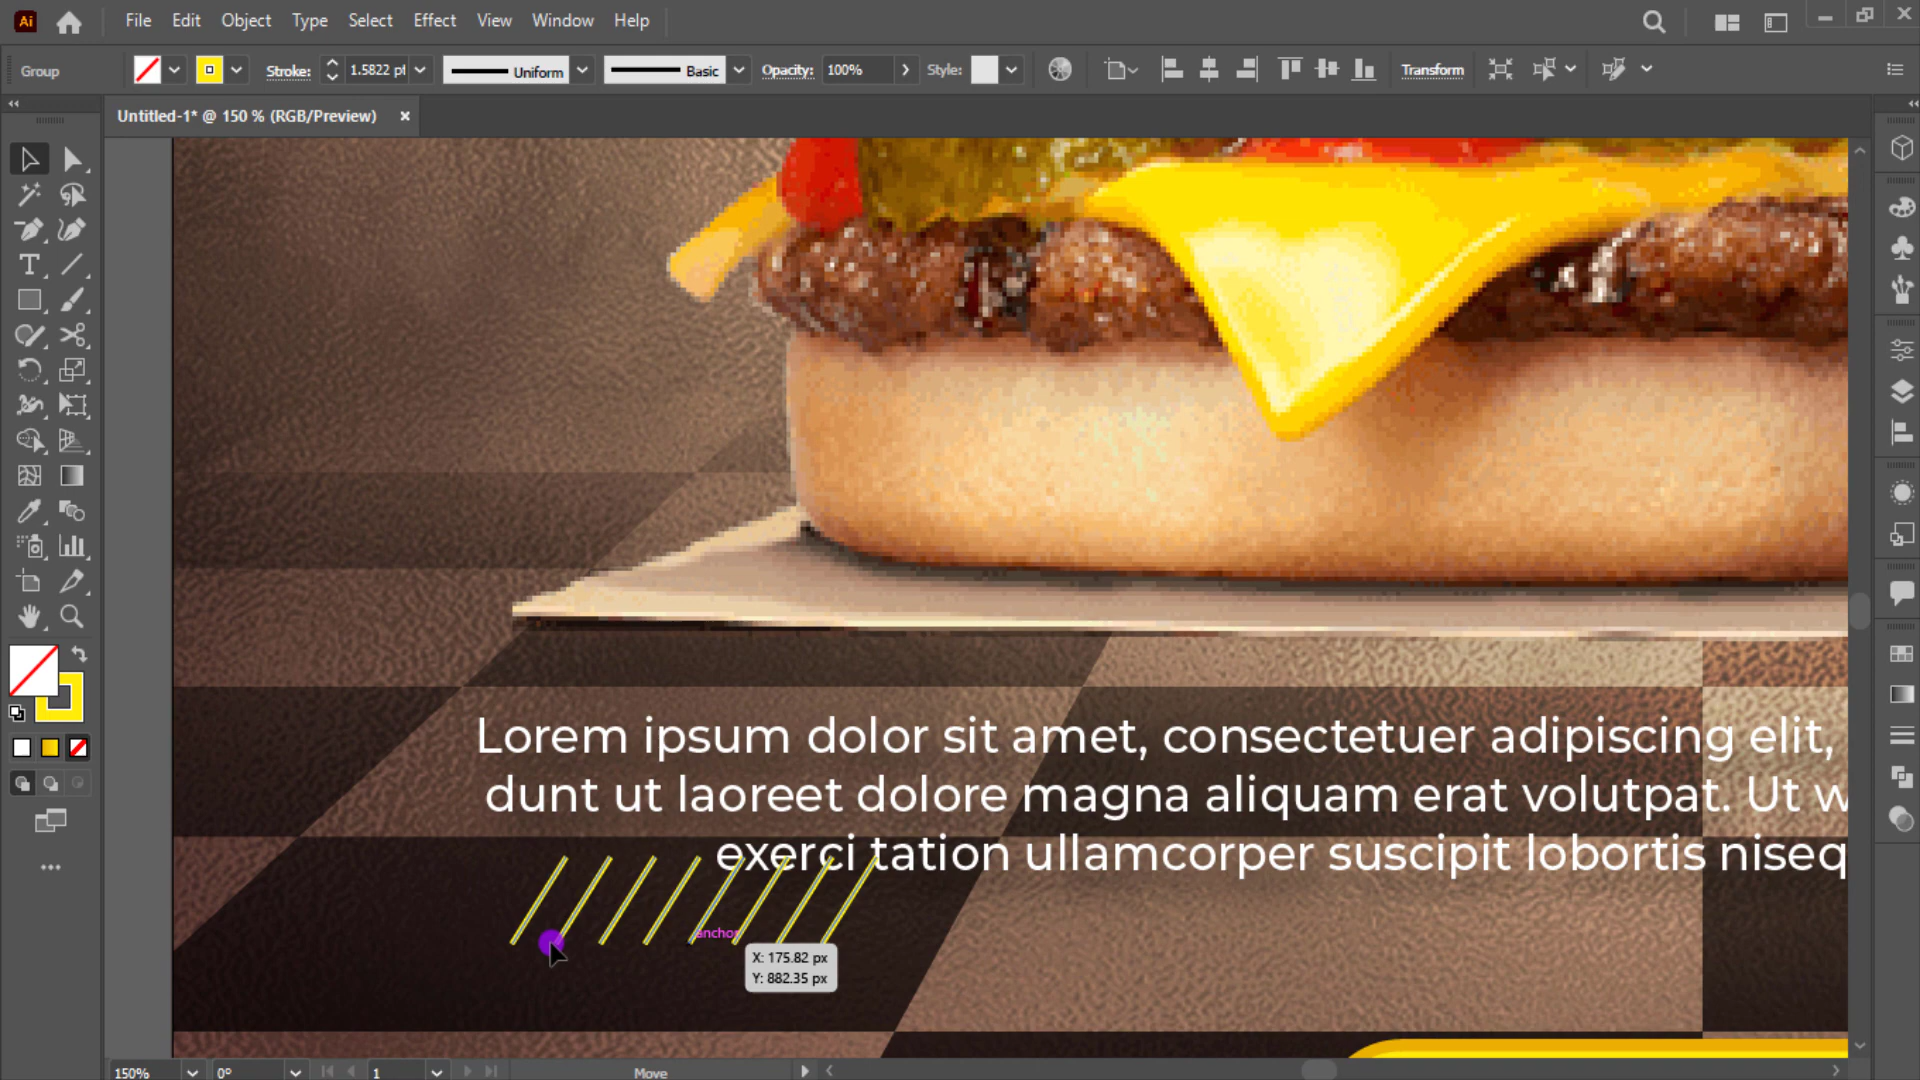 Ai File Edit Object Type Select Effect View Window Help
Group Stroke: 1.5822 pt Uniform Basic Opacity: 100% Style: Transform
Untitled-1* @ 150 % (RGB/Preview) ×
Lorem ipsum dolor sit amet, consectetuer adipiscing elit,
dunt ut laoreet dolore magna aliquam erat volutpat. Ut w
exerci tation ullamcorper suscipit lobortis niseq
anchor
X: 175.82 px
Y: 882.35 px
150% 0° 1 Move